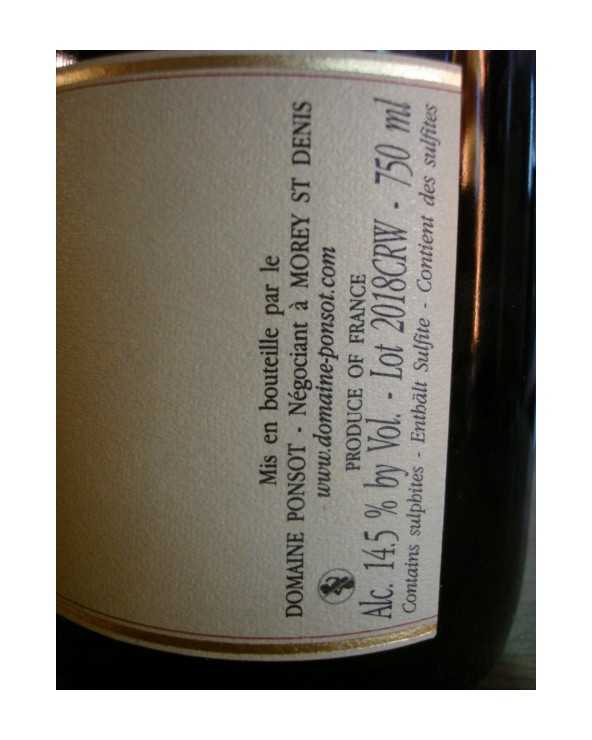 Mis en bouteille par le
DOMAINE PONSOT - Négociant à MOREY ST DENIS
www.domaine-ponsot.com
PRODUCE OF FRANCE
Alc. 14.5 % by Vol. - Lot 2018CRW - 750 ml
Contains sulphites - Enthält Sulfite - Contient des sulfites